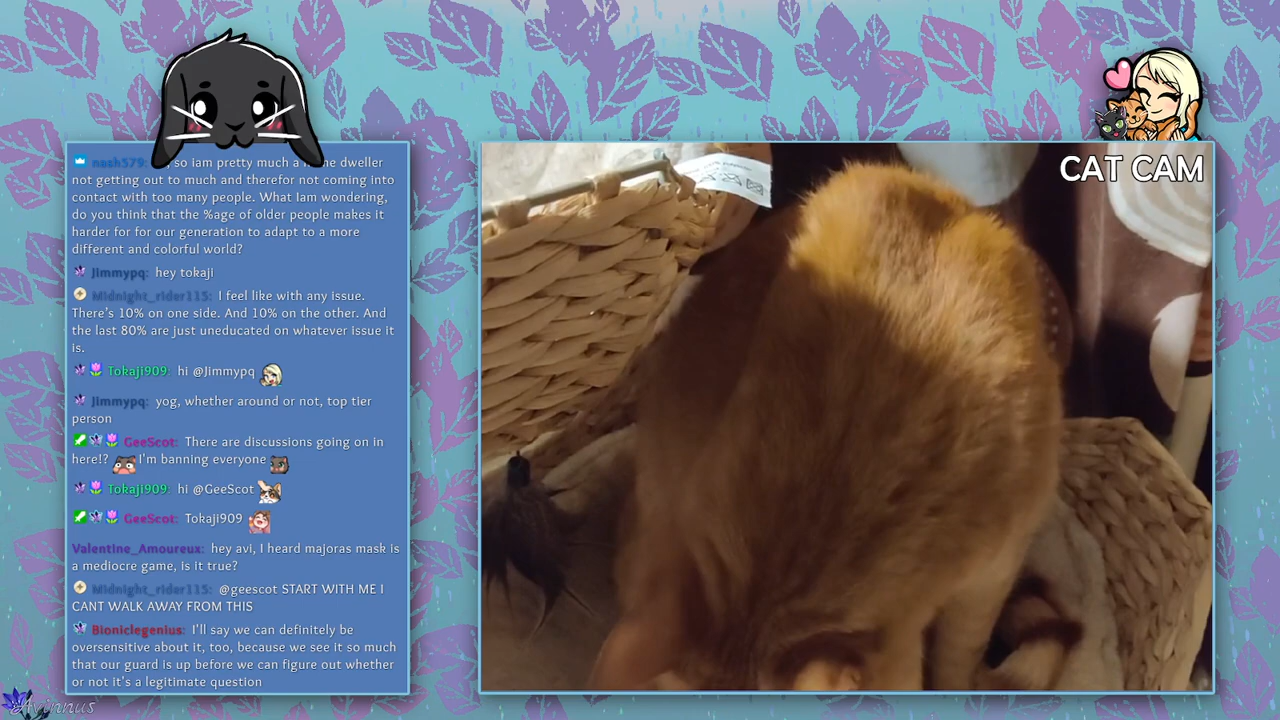 nash579: so iam pretty much a home dweller
not getting out to much and therefor not coming into
contact with too many people. What Iam wondering,
do you think that the %age of older people makes it
harder for for our generation to adapt to a more
different and colorful world?
Jimmypq: hey tokaji
Midnight_rider115: I feel like with any issue.
There's 10% on one side. And 10% on the other. And
the last 80% are just uneducated on whatever issue it
is.
Tokaji909: hi @Jimmypq
Jimmypq: yog, whether around or not, top tier
person
GeeScot: There are discussions going on in
here!? I'm banning everyone
Tokaji909: hi @GeeScot
GeeScot: Tokaji909
Valentine_Amoureux: hey avi, I heard majoras mask is
a mediocre game, is it true?
Midnight_rider115: @geescot START WITH ME I
CANT WALK AWAY FROM THIS
Bioniclegenius: I'll say we can definitely be
oversensitive about it, too, because we see it so much
that our guard is up before we can figure out whether
or not it's a legitimate question
CAT CAM
Avinnus